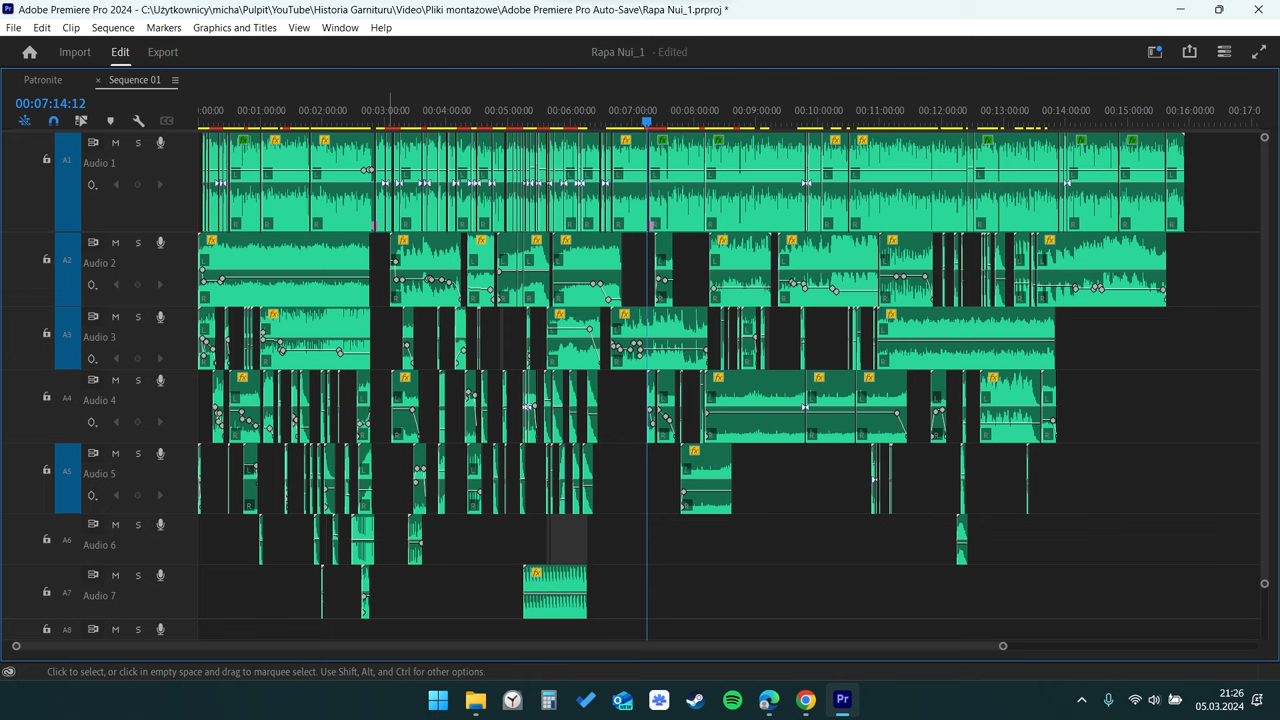 Adobe Premiere Pro 2024 - C:\Użytkownicy\micha\Pulpit\YouTube\Historia Garnituru\Video\Pliki montażowe\Adobe Premiere Pro Auto-Save\Rapa Nui_1.prproj *
File Edit Clip Sequence Markers Graphics and Titles View Window Help
Import Edit Export Rapa Nui_1 - Edited
Patronite × Sequence 01
00:07:14:12
:00:00 00:01:00:00 00:02:00:00 00:03:00:00 00:04:00:00 00:05:00:00 00:06:00:00 00:07:00:00 00:08:00:00 00:09:00:00 00:10:00:00 00:11:00:00 00:12:00:00 00:13:00:00 00:14:00:00 00:15:00:00 00:16:00:00 00:17:0
A1 M S
Audio 1
A2 M S
Audio 2
A3 M S
Audio 3
A4 M S
Audio 4
A5 M S
Audio 5
A6 M S
Audio 6
A7 M S
Audio 7
A8 M S
Click to select, or click in empty space and drag to marquee select. Use Shift, Alt, and Ctrl for other options.
Pr
21:26
05.03.2024